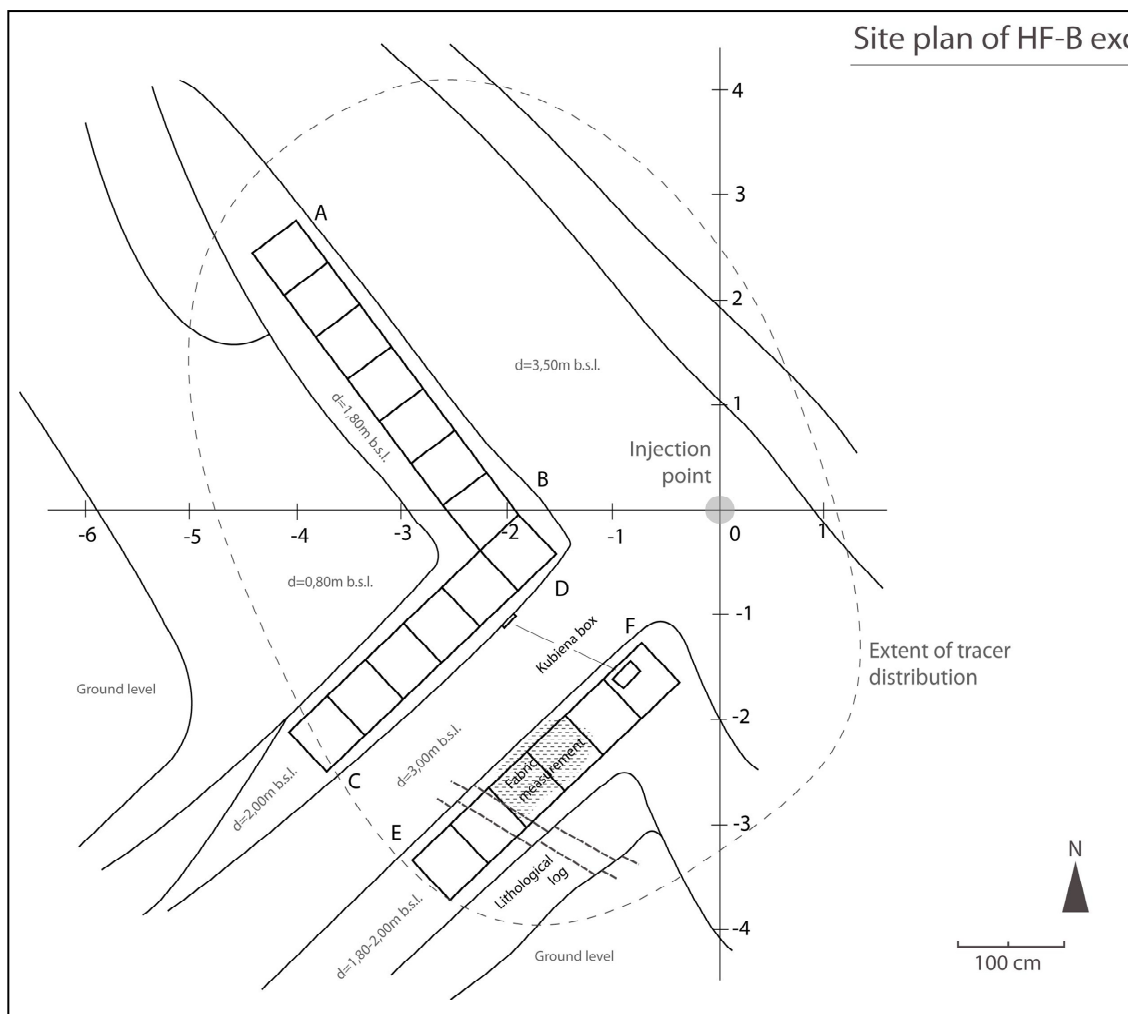 Site plan of HF-B exc
4
A
3
2
d=3,50m b.s.l.
1
d=1,80m b.s.l.
Injection
point
B
-6
-5
-4
-3
-2
-1
0
1
d=0,80m b.s.l.
D
-1
F
Kubiena box
Extent of tracer
distribution
Ground level
-2
d=3,00m b.s.l.
Fabric
measurement
C
d=2,00m b.s.l.
E
-3
Lithological
log
N
-4
d=1,80-2,00m b.s.l.
Ground level
100 cm